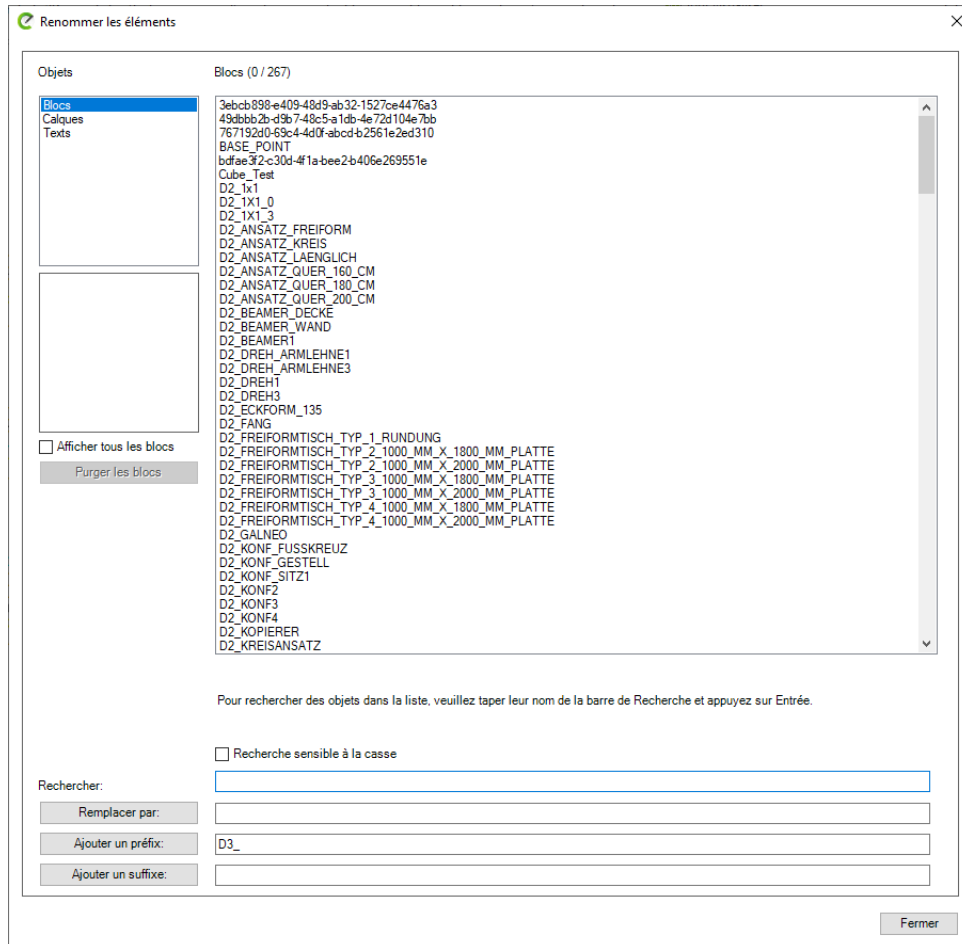 Renommer les éléments
Objets
Blocs (0 / 267)
Blocs
Calques
Texts
3ebcb898-e409-48d9-ab32-1527ce4476a3
49dbbb2b-d9b7-48c5-a1db-4e72d104e7bb
767192d0-69c4-4d0f-abcd-b2561e2ed310
BASE_POINT
bdfae3f2-c30d-4f1a-bee2-b406e269551e
Cube_Test
D2_1x1
D2_1X1_0
D2_1X1_3
D2_ANSATZ_FREIFORM
D2_ANSATZ_KREIS
D2_ANSATZ_LAENGLICH
D2_ANSATZ_QUER_160_CM
D2_ANSATZ_QUER_180_CM
D2_ANSATZ_QUER_200_CM
D2_BEAMER_DECKE
D2_BEAMER_WAND
D2_BEAMER1
D2_DREH_ARMLEHNE1
D2_DREH_ARMLEHNE3
D2_DREH1
D2_DREH3
D2_ECKFORM_135
D2_FANG
D2_FREIFORMTISCH_TYP_1_RUNDUNG
D2_FREIFORMTISCH_TYP_2_1000_MM_X_1800_MM_PLATTE
D2_FREIFORMTISCH_TYP_2_1000_MM_X_2000_MM_PLATTE
D2_FREIFORMTISCH_TYP_3_1000_MM_X_1800_MM_PLATTE
D2_FREIFORMTISCH_TYP_3_1000_MM_X_2000_MM_PLATTE
D2_FREIFORMTISCH_TYP_4_1000_MM_X_1800_MM_PLATTE
D2_FREIFORMTISCH_TYP_4_1000_MM_X_2000_MM_PLATTE
D2_GALNEO
D2_KONF_FUSSKREUZ
D2_KONF_GESTELL
D2_KONF_SITZ1
D2_KONF2
D2_KONF3
D2_KONF4
D2_KOPIERER
D2_KREISANSATZ
Afficher tous les blocs
Purger les blocs
Pour rechercher des objets dans la liste, veuillez taper leur nom de la barre de Recherche et appuyez sur Entrée.
Recherche sensible à la casse
Rechercher:
Remplacer par:
Ajouter un préfix:
D3_
Ajouter un suffixe:
Fermer